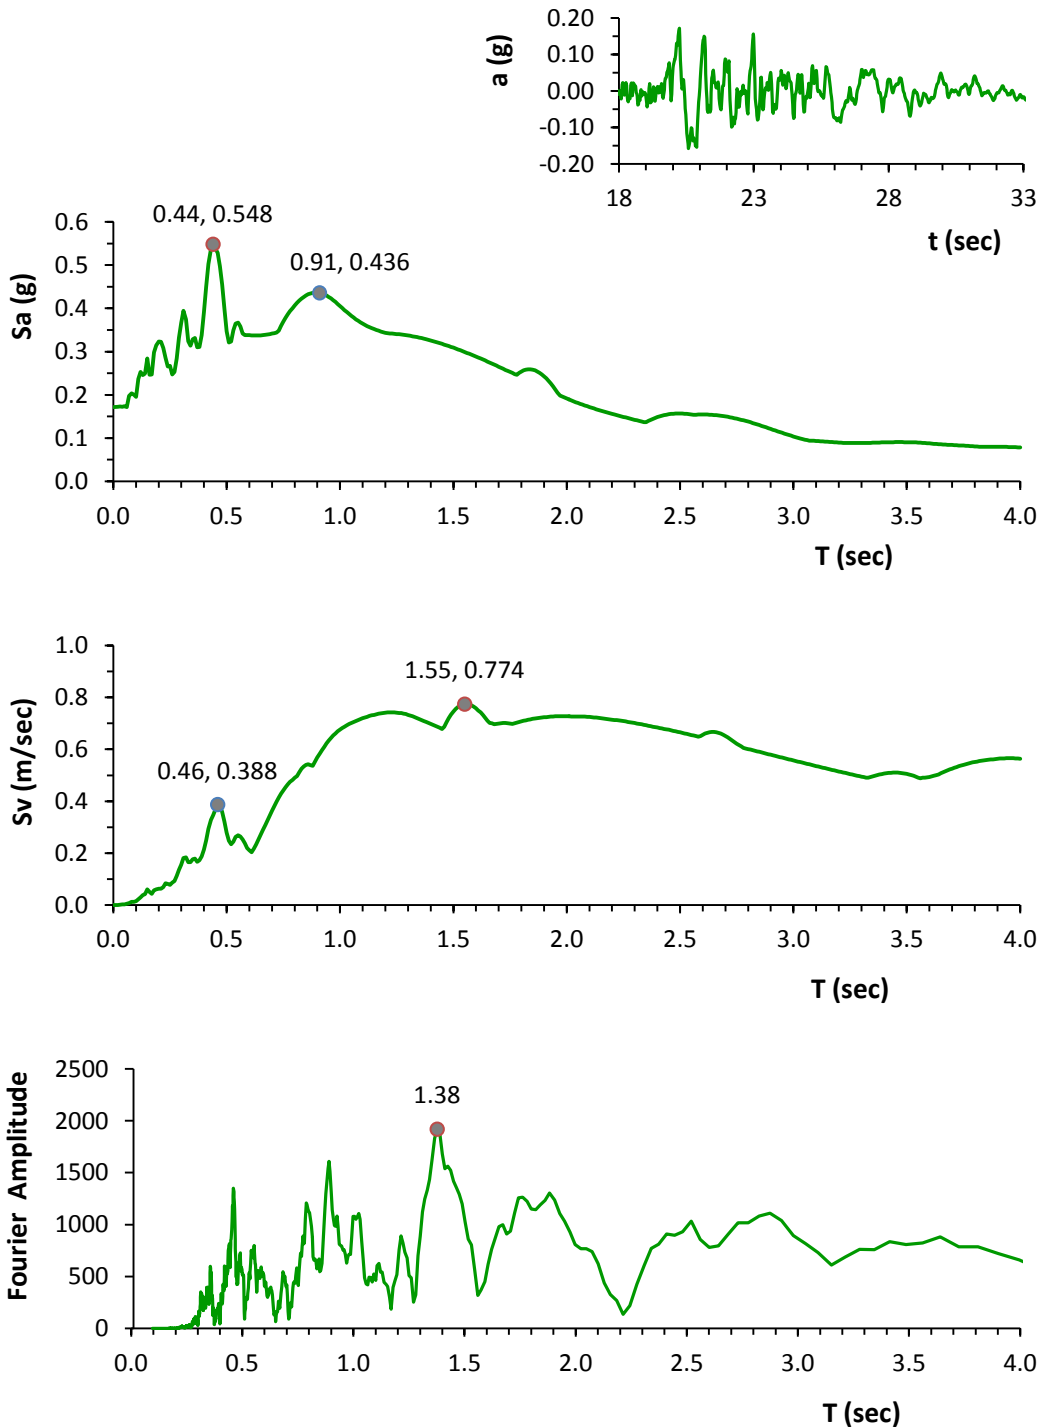 a (g)
0.20
0.10
0.00
-0.10
-0.20
18 23 28 33
t (sec)
Sa (g)
0.6
0.5
0.4
0.3
0.2
0.1
0.0
0.44, 0.548
0.91, 0.436
0.0 0.5 1.0 1.5 2.0 2.5 3.0 3.5 4.0
T (sec)
Sv (m/sec)
1.0
0.8
0.6
0.4
0.2
0.0
1.55, 0.774
0.46, 0.388
0.0 0.5 1.0 1.5 2.0 2.5 3.0 3.5 4.0
T (sec)
Fourier Amplitude
2500
2000
1500
1000
500
0
1.38
0.0 0.5 1.0 1.5 2.0 2.5 3.0 3.5 4.0
T (sec)